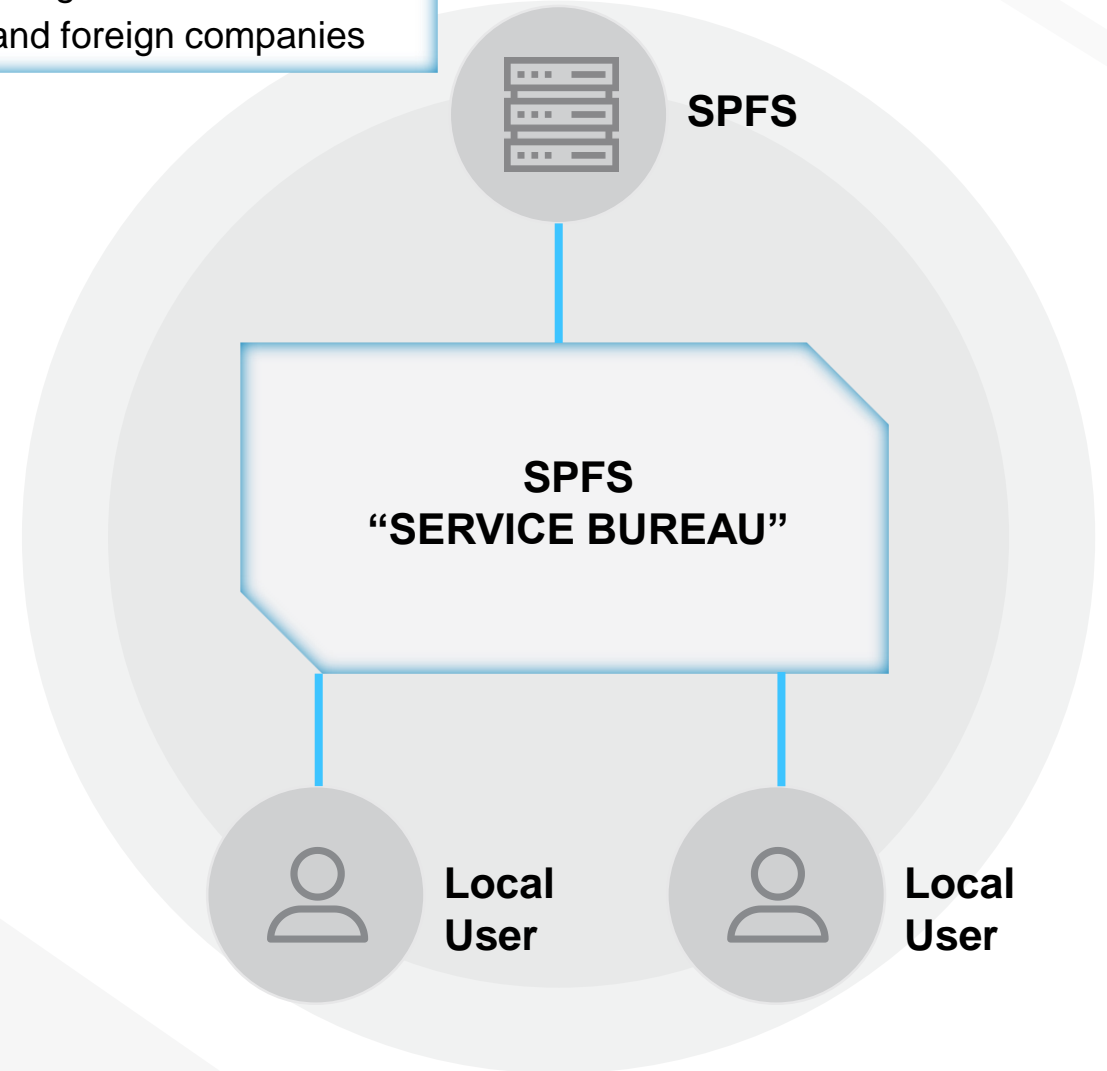 and foreign companies
SPFS
SPFS
“SERVICE BUREAU”
Local
User
Local
User